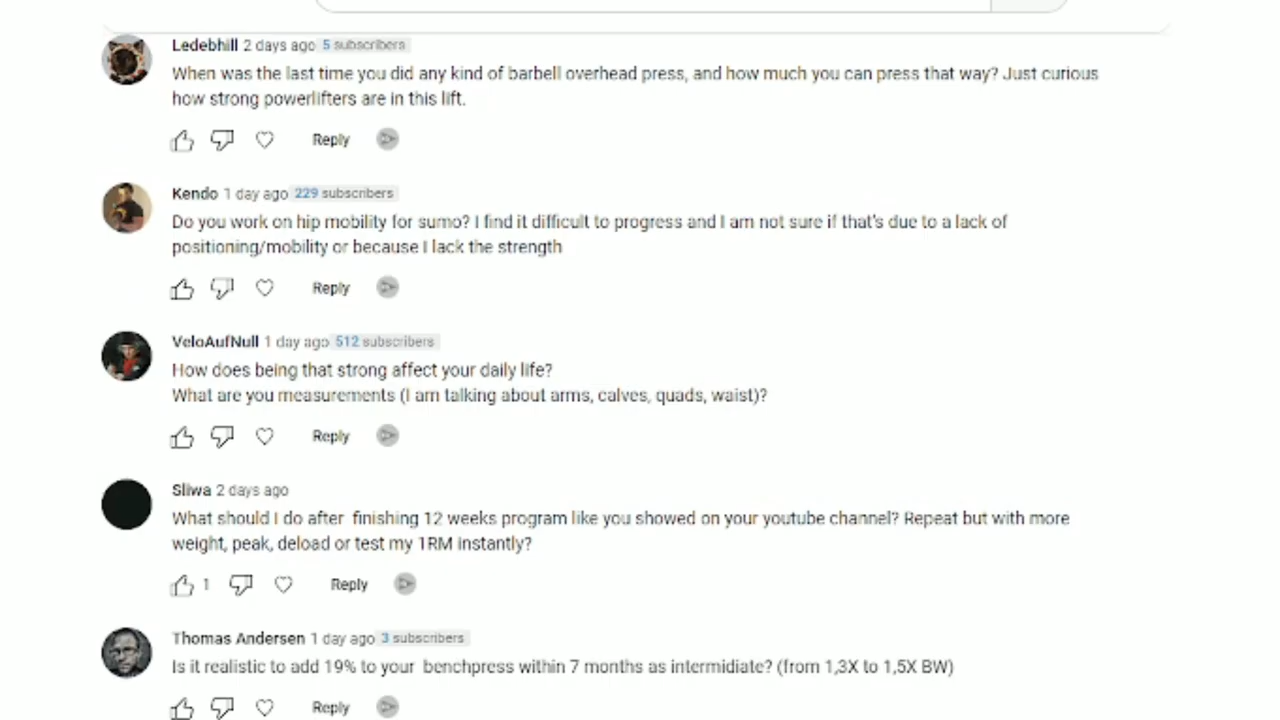 Ledebhill 2 days ago 5 subscribers
When was the last time you did any kind of barbell overhead press, and how much you can press that way? Just curious
how strong powerlifters are in this lift.
Reply
Kendo 1 day ago 229 subscribers
Do you work on hip mobility for sumo? I find it difficult to progress and I am not sure if that's due to a lack of
positioning/mobility or because I lack the strength
Reply
VeloAufNull 1 day ago 512 subscribers
How does being that strong affect your daily life?
What are you measurements (I am talking about arms, calves, quads, waist)?
Reply
Sliwa 2 days ago
What should I do after finishing 12 weeks program like you showed on your youtube channel? Repeat but with more
weight, peak, deload or test my 1RM instantly?
1 Reply
Thomas Andersen 1 day ago 3 subscribers
Is it realistic to add 19% to your benchpress within 7 months as intermidiate? (from 1,3X to 1,5X BW)
Reply